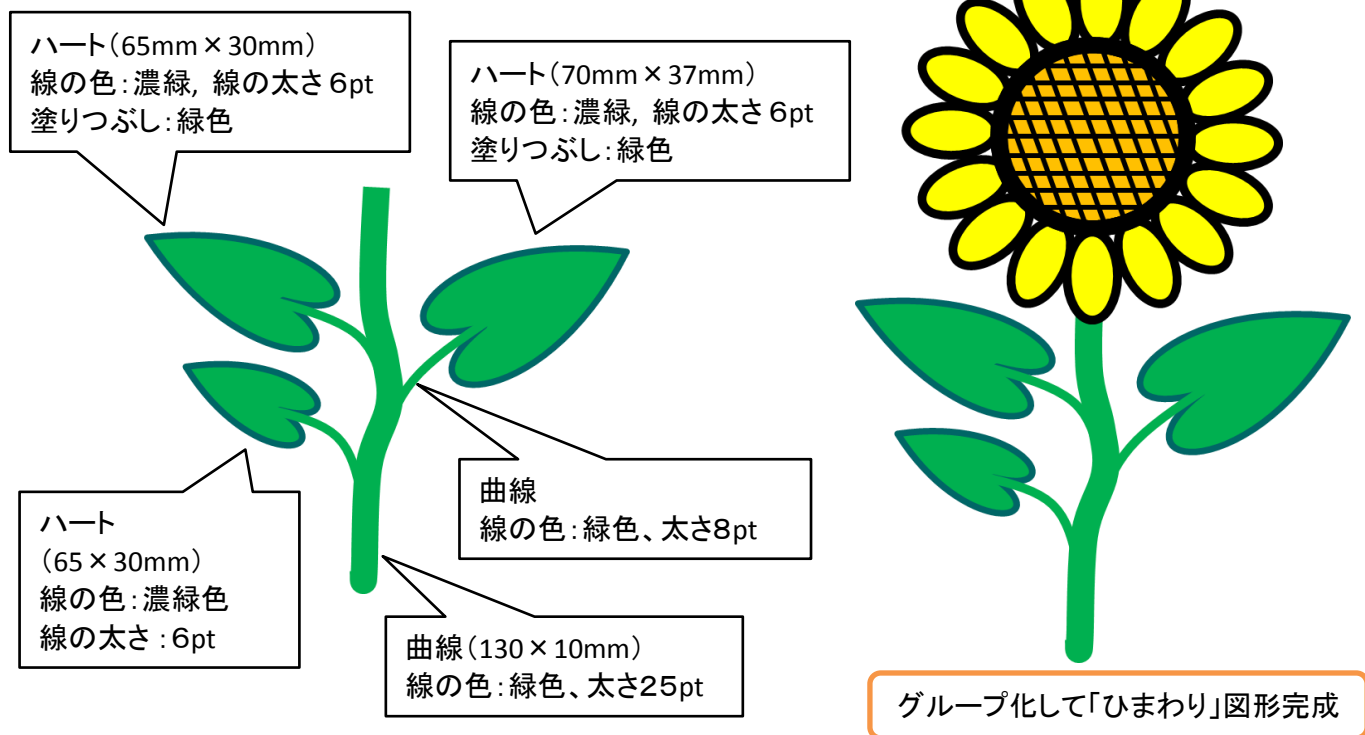 ハート(65mm×30mm)
線の色:濃緑, 線の太さ6pt
塗りつぶし:緑色
ハート(70mm×37mm)
線の色:濃緑, 線の太さ6pt
塗りつぶし:緑色
ハート
(65×30mm)
線の色:濃緑色
線の太さ:6pt
曲線
線の色:緑色、太さ8pt
曲線(130×10mm)
線の色:緑色、太さ25pt
グループ化して「ひまわり」図形完成